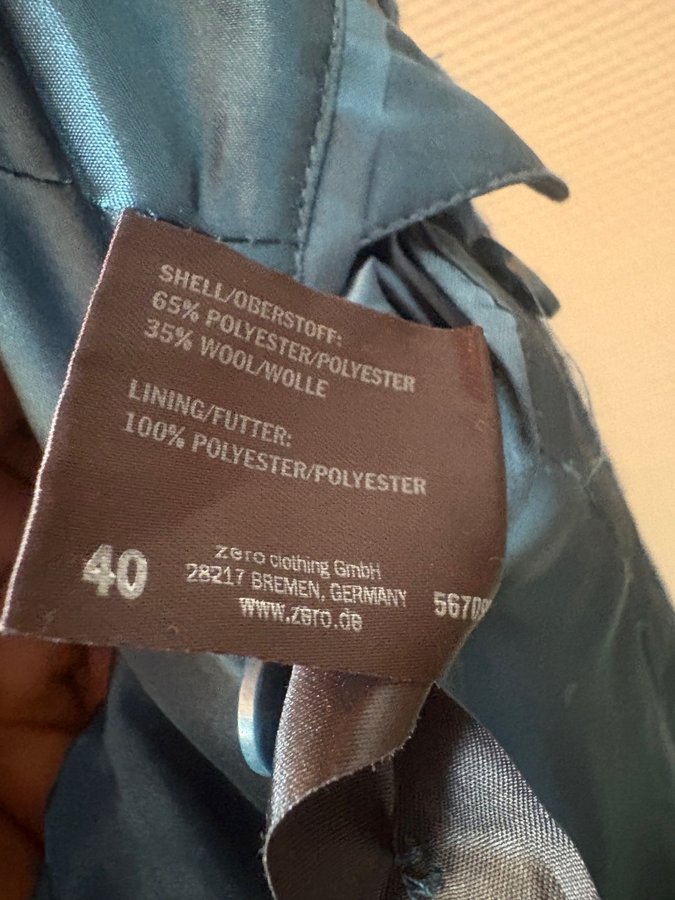 SHELL/OBERSTOFF:
65% POLYESTER/POLYESTER
35% WOOL/WOLLE
LINING/FUTTER:
100% POLYESTER/POLYESTER
40
zero clothing GmbH
28217 BREMEN, GERMANY
www.zero.de